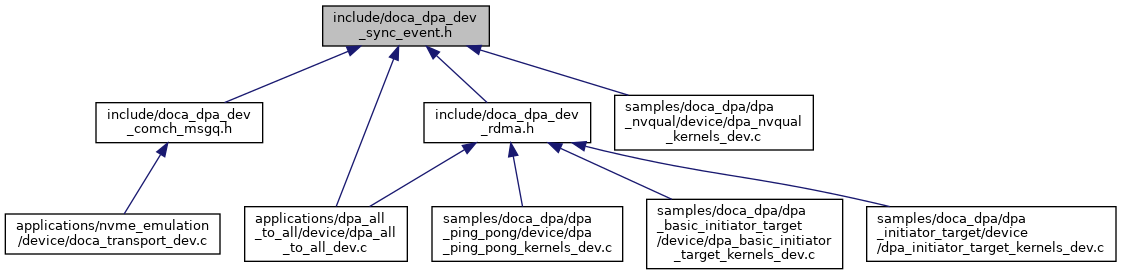 include/doca_dpa_dev
_sync_event.h
include/doca_dpa_dev
_comch_msgq.h
include/doca_dpa_dev
_rdma.h
samples/doca_dpa/dpa
_nvqual/device/dpa_nvqual
_kernels_dev.c
applications/nvme_emulation
/device/doca_transport_dev.c
applications/dpa_all
_to_all/device/dpa_all
_to_all_dev.c
samples/doca_dpa/dpa
_ping_pong/device/dpa
_ping_pong_kernels_dev.c
samples/doca_dpa/dpa
_basic_initiator_target
/device/dpa_basic_initiator
_target_kernels_dev.c
samples/doca_dpa/dpa
_initiator_target/device
/dpa_initiator_target_kernels_dev.c